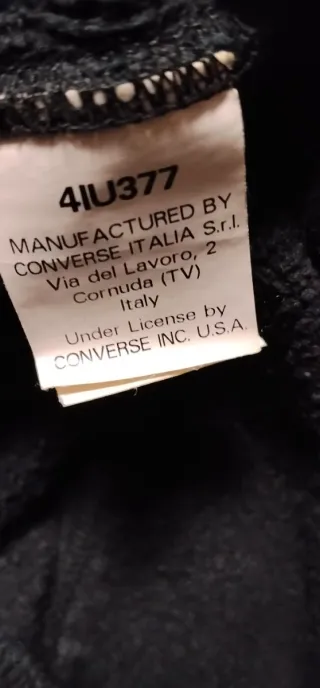 4IU377
MANUFACTURED BY
CONVERSE ITALIA S.r.l.
Via del Lavoro, 2
Cornuda (TV)
Italy
Under License by
CONVERSE INC. U.S.A.